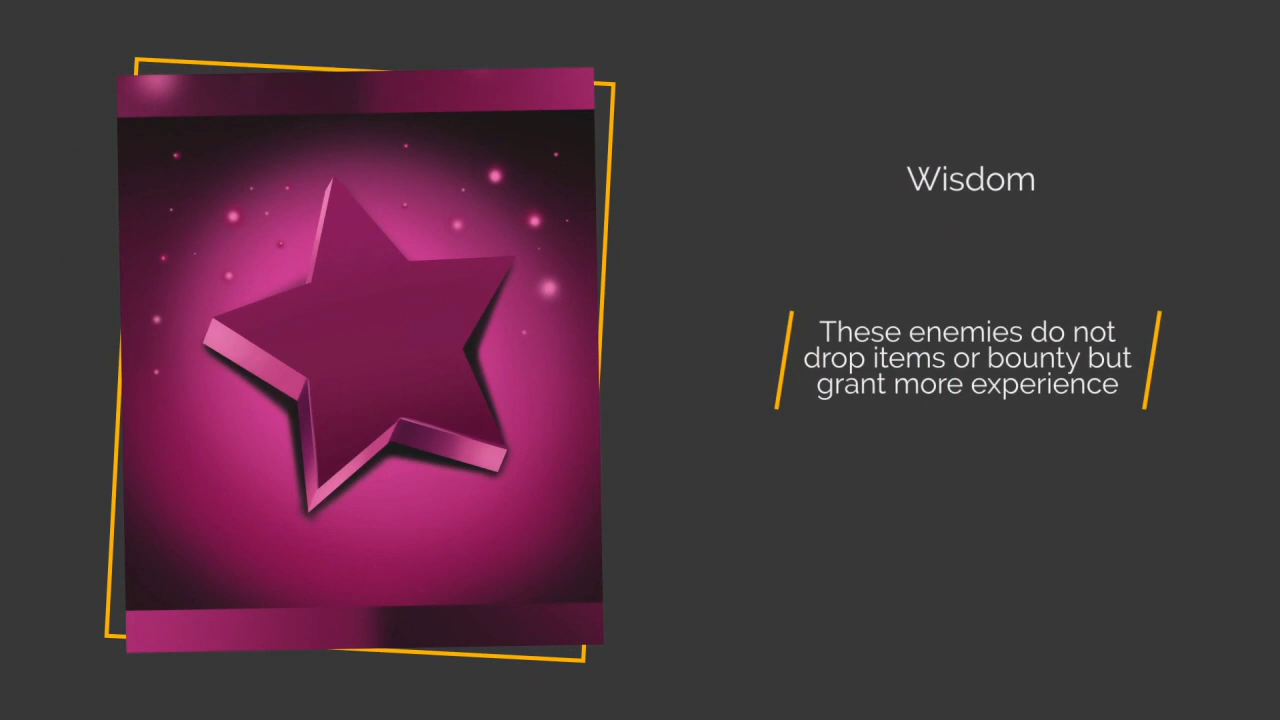 Wisdom
These enemies do not
drop items or bounty but
grant more experience